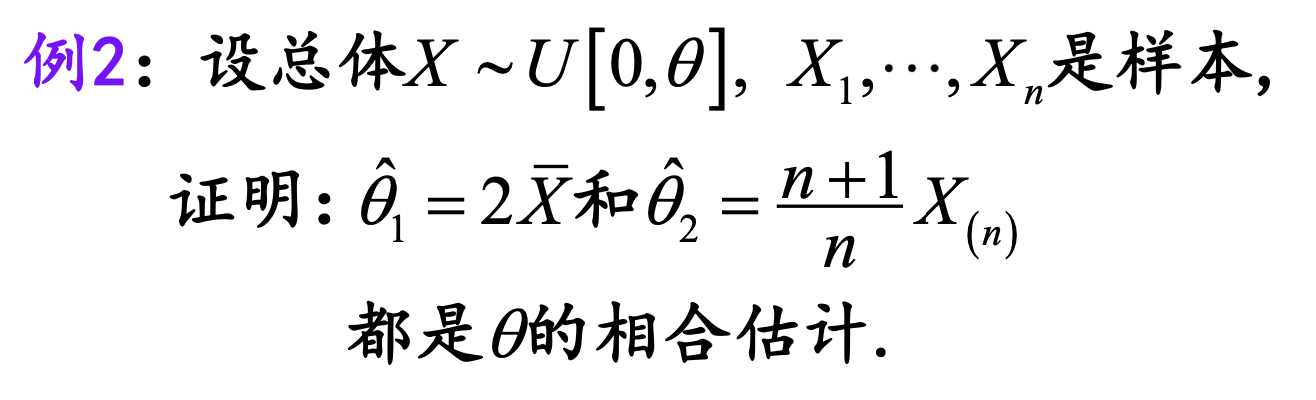 例2：设总体X ~ U[0,θ], X₁,⋯,Xₙ是样本,
证明：θ̂₁ = 2X̄和θ̂₂ = (n+1)/n X₍ₙ₎
都是θ的相合估计.